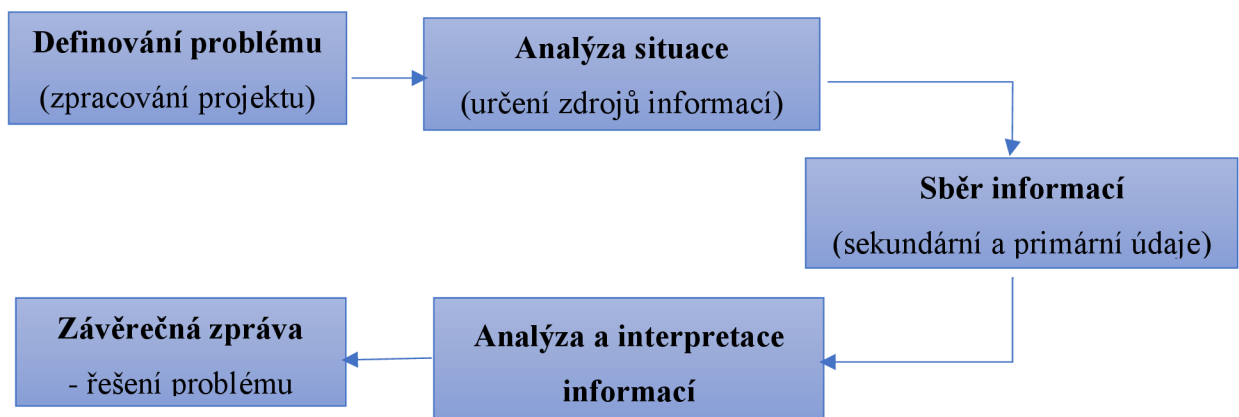 Definování problému
(zpracování projektu)
Analýza situace
(určení zdrojů informací)
Sběr informací
(sekundární a primární údaje)
Analýza a interpretace
informací
Závěrečná zpráva
- řešení problému